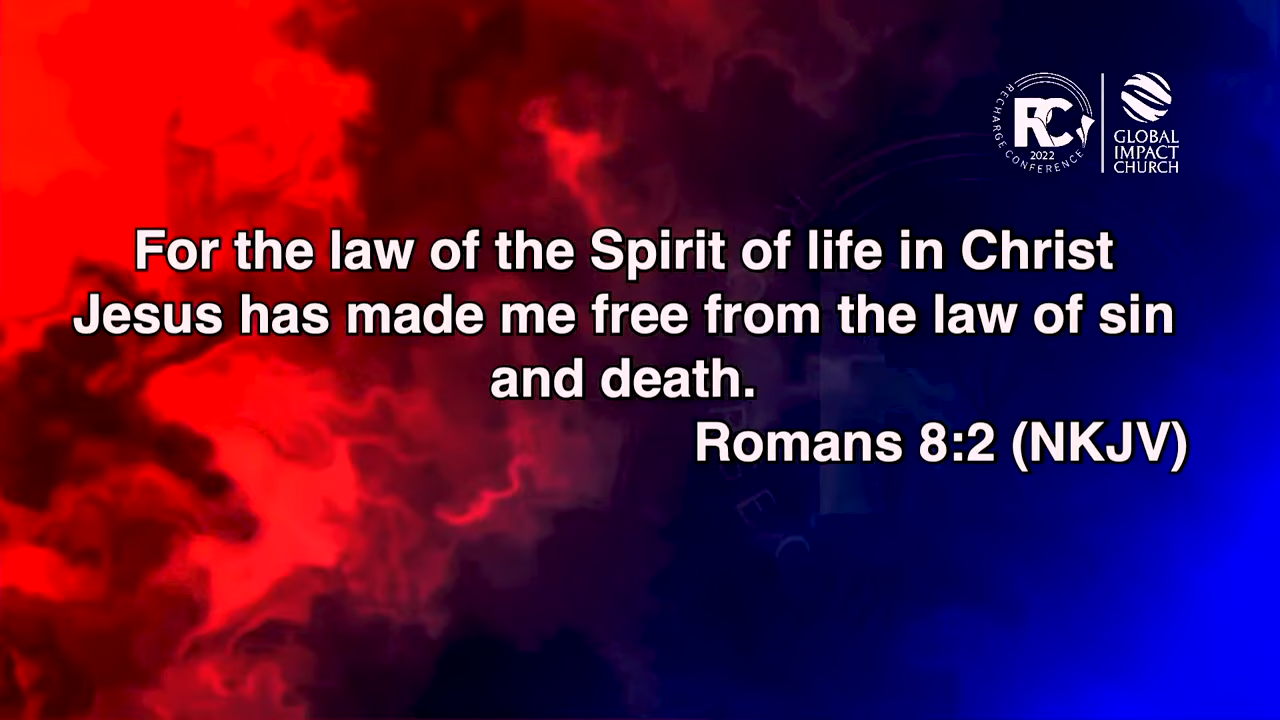 RECHARGE CONFERENCE
RC
2022
GLOBAL
IMPACT
CHURCH
For the law of the Spirit of life in Christ
Jesus has made me free from the law of sin
and death.
Romans 8:2 (NKJV)